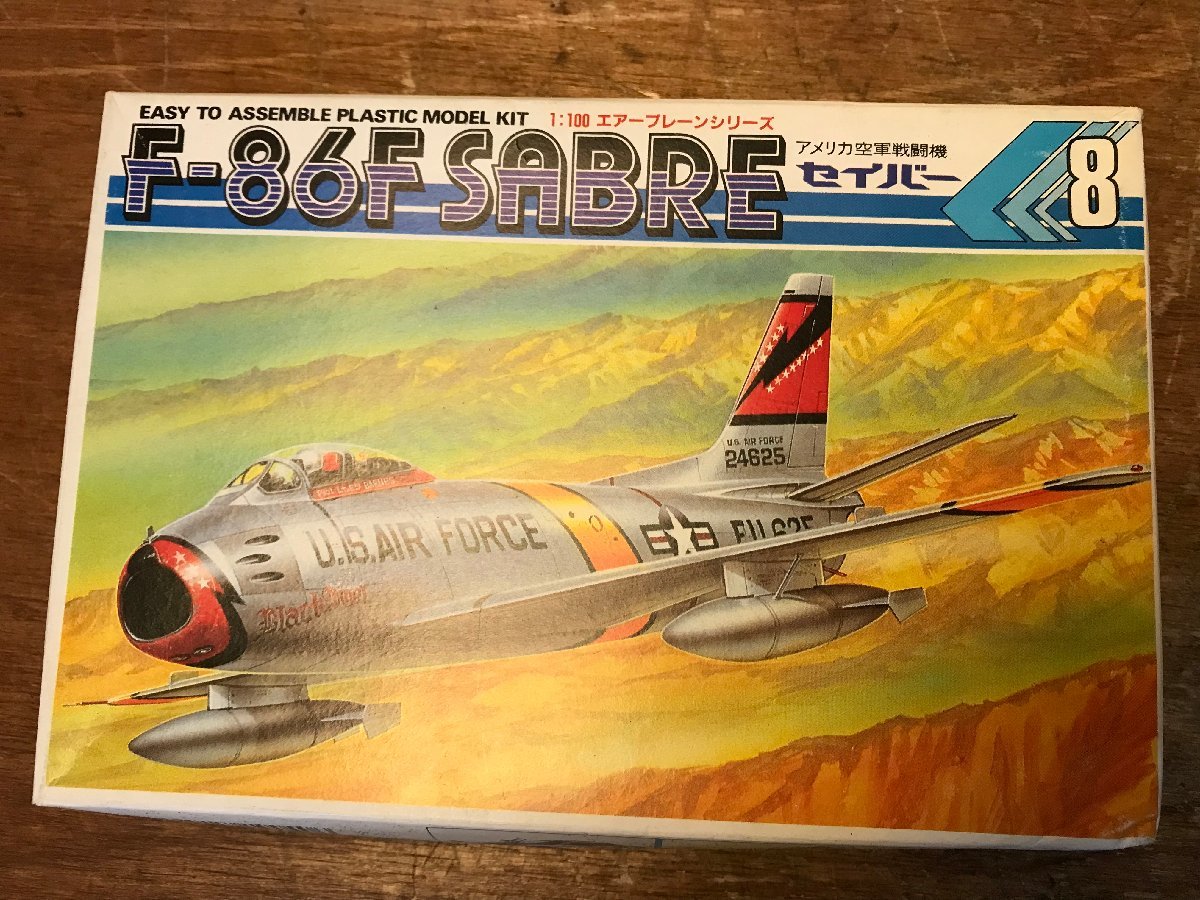 EASY TO ASSEMBLE PLASTIC MODEL KIT
1:100 エアープレーンシリーズ
F-86F SABRE
アメリカ空軍戦闘機
セイバー
8
U.S. AIR FORCE
24625
U.S. AIR FORCE
FU-625